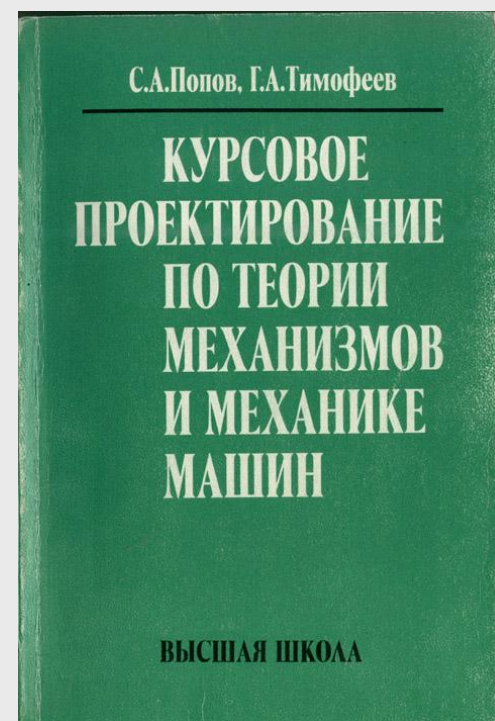 С.А.Попов, Г.А.Тимофеев
КУРСОВОЕ
ПРОЕКТИРОВАНИЕ
ПО ТЕОРИИ
МЕХАНИЗМОВ
И МЕХАНИКЕ
МАШИН
ВЫСШАЯ ШКОЛА